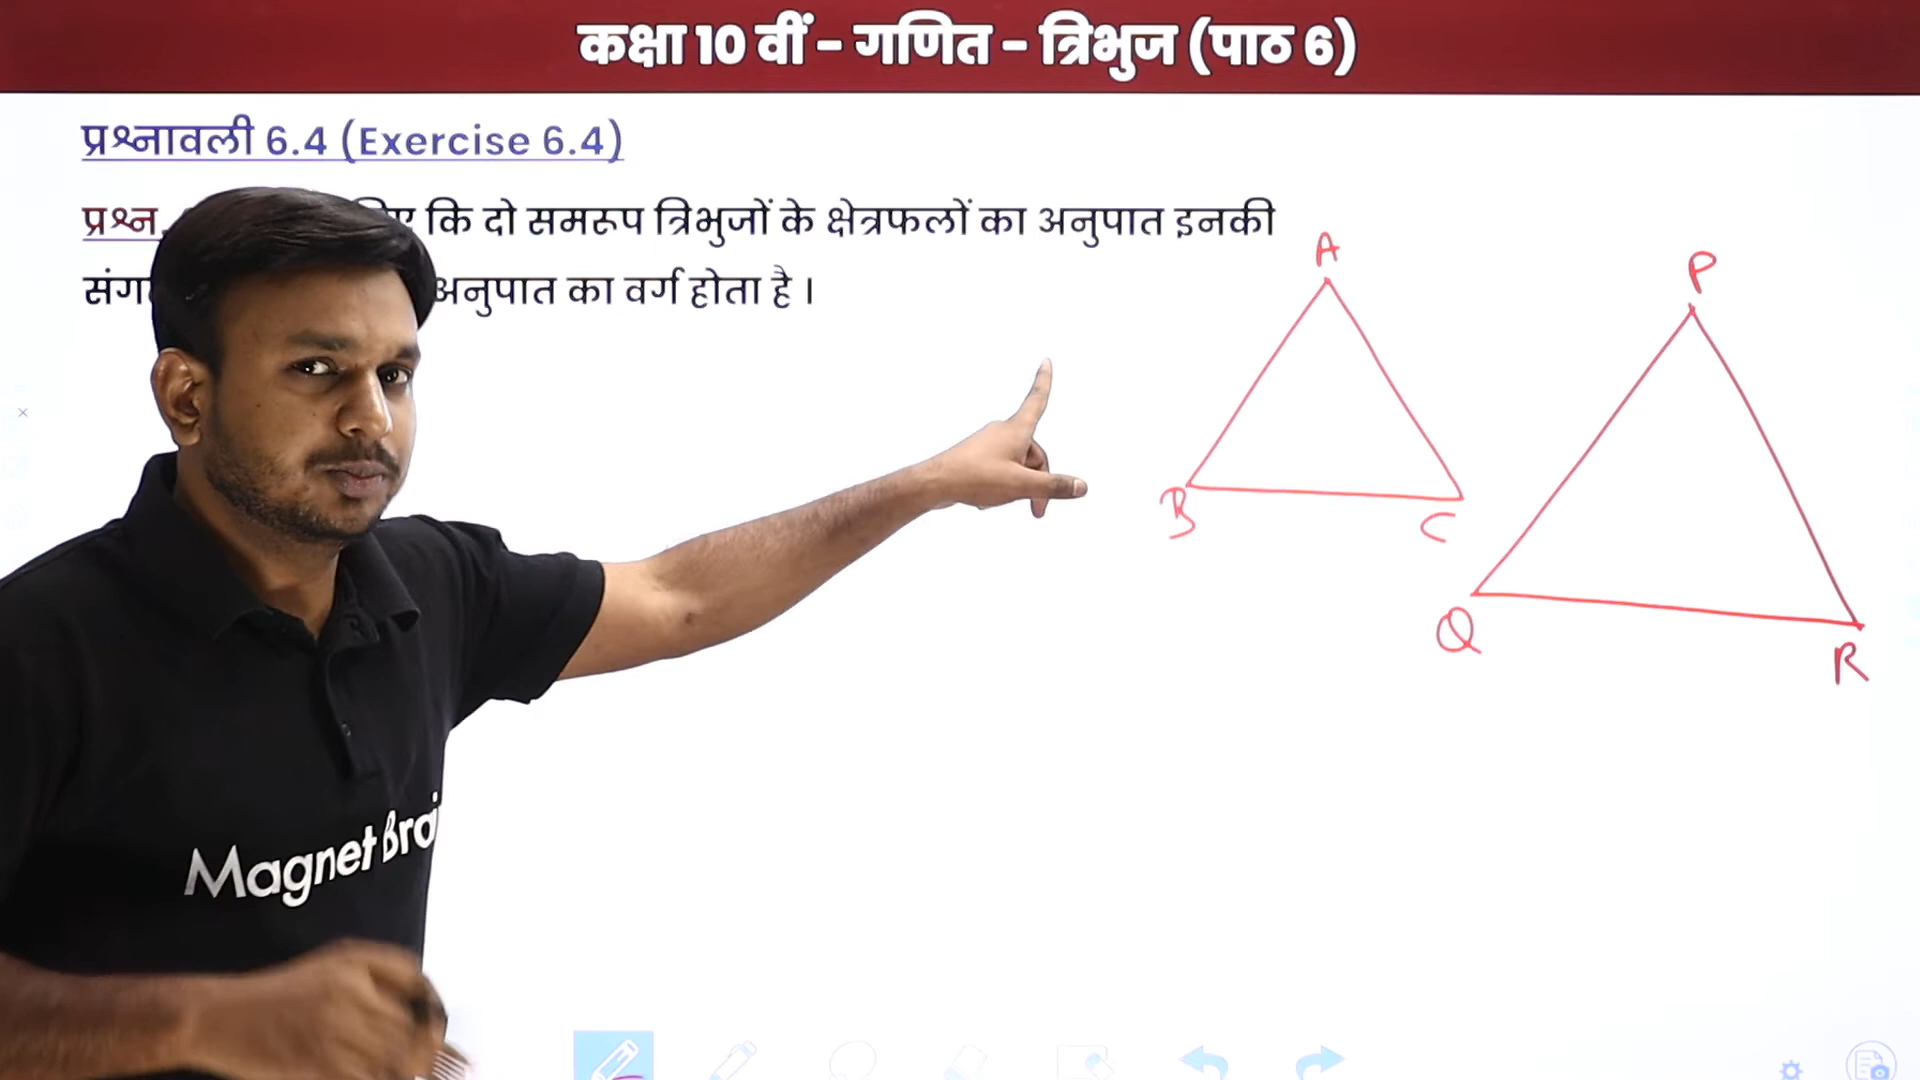 कक्षा 10 वीं - गणित - त्रिभुज (पाठ 6)
प्रश्नावली 6.4 (Exercise 6.4)
प्रश्न कि दो समरूप त्रिभुजों के क्षेत्रफलों का अनुपात इनकी
अनुपात का वर्ग होता है ।
A
P
B
C
Q
R
Magnet